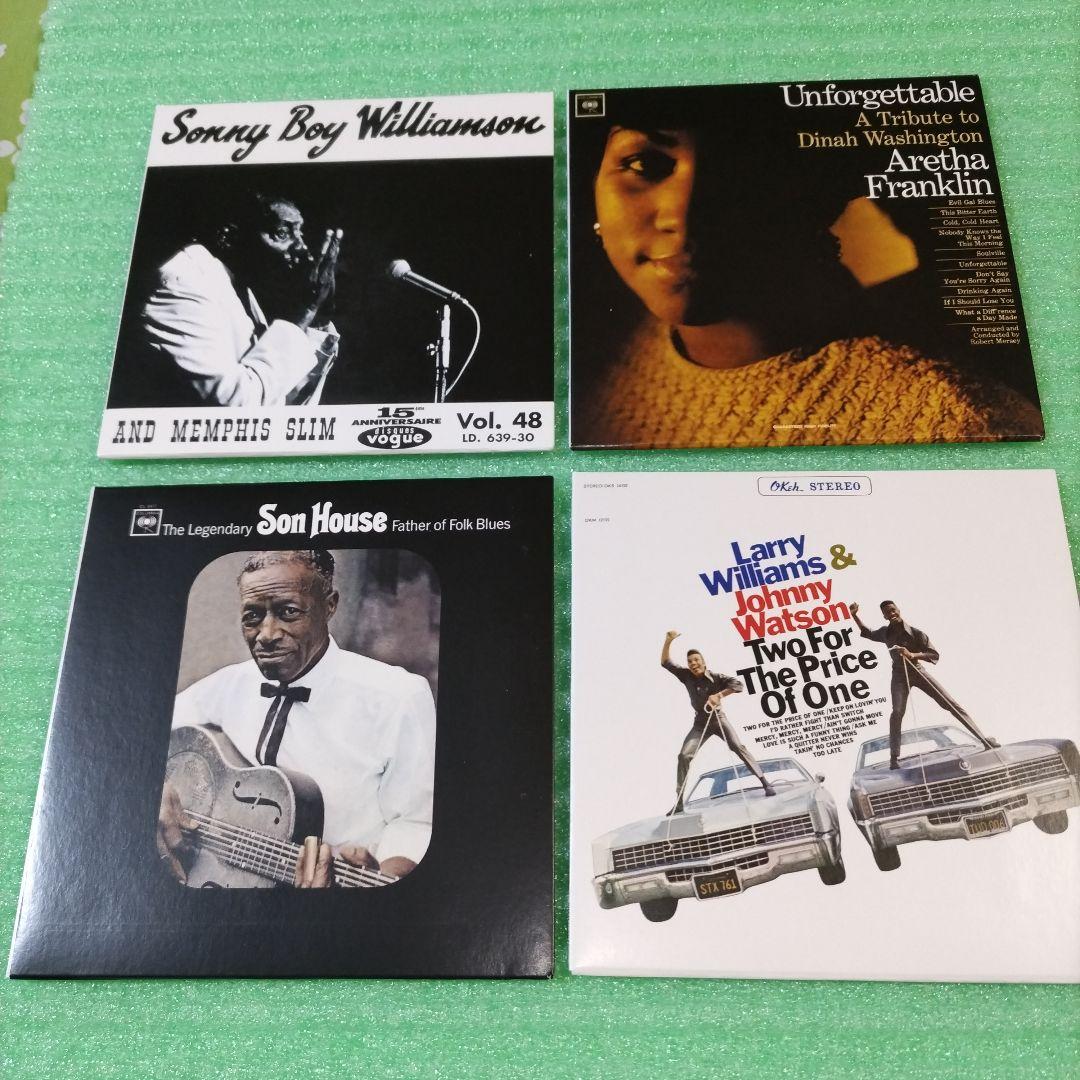 Sonny Boy Williamson
AND MEMPHIS SLIM
15ème
ANNIVERSAIRE
disques
vogue
Vol. 48
LD. 639-30
Unforgettable
A Tribute to
Dinah Washington
Aretha
Franklin
Evil Gal Blues
This Bitter Earth
Cold, Cold Heart
Nobody Knows the
Way I Feel
This Morning
Soulville
Unforgettable
Don't Say
You're Sorry Again
Drinking Again
If I Should Lose You
What a Diff'rence
a Day Made
Arranged and
Conducted by
Robert Mersey
GUARANTEED HIGH FIDELITY
The Legendary Son House Father of Folk Blues
OKeh STEREO
Larry
Williams &
Johnny
Watson
Two For
The Price
Of One
TWO FOR THE PRICE OF ONE / KEEP ON LOVIN' YOU
I'D RATHER FIGHT THAN SWITCH
MERCY, MERCY, MERCY / AIN'T GONNA MOVE
LOVE IS SUCH A FUNNY THING / ASK ME
A QUITTER NEVER WINS
TAKIN' NO CHANCES
TOO LATE
STX 761